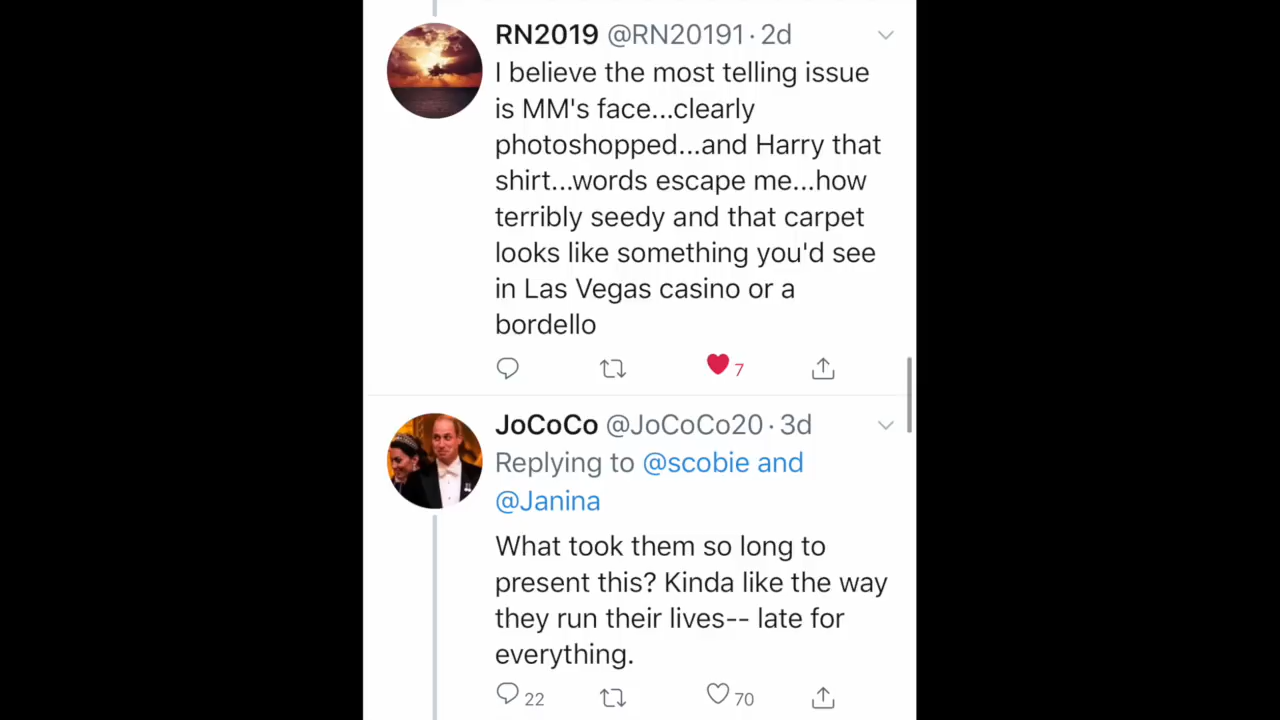 RN2019 @RN20191 · 2d
I believe the most telling issue
is MM's face...clearly
photoshopped...and Harry that
shirt...words escape me...how
terribly seedy and that carpet
looks like something you'd see
in Las Vegas casino or a
bordello
7
JoCoCo @JoCoCo20 · 3d
Replying to @scobie and
@Janina
What took them so long to
present this? Kinda like the way
they run their lives-- late for
everything.
22 70